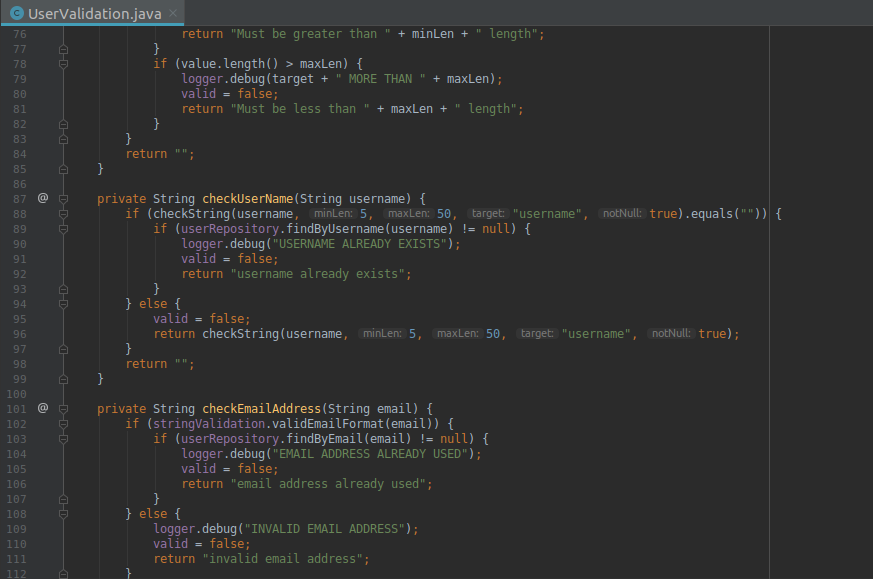 UserValidation.java
76 return "Must be greater than " + minLen + " length";
77 }
78 if (value.length() > maxLen) {
79 logger.debug(target + " MORE THAN " + maxLen);
80 valid = false;
81 return "Must be less than " + maxLen + " length";
82 }
83 }
84 return "";
85 }
86
87 @ private String checkUserName(String username) {
88 if (checkString(username, minLen: 5, maxLen: 50, target: "username", notNull: true).equals("")) {
89 if (userRepository.findByUsername(username) != null) {
90 logger.debug("USERNAME ALREADY EXISTS");
91 valid = false;
92 return "username already exists";
93 }
94 } else {
95 valid = false;
96 return checkString(username, minLen: 5, maxLen: 50, target: "username", notNull: true);
97 }
98 return "";
99 }
100
101 @ private String checkEmailAddress(String email) {
102 if (stringValidation.validEmailFormat(email)) {
103 if (userRepository.findByEmail(email) != null) {
104 logger.debug("EMAIL ADDRESS ALREADY USED");
105 valid = false;
106 return "email address already used";
107 }
108 } else {
109 logger.debug("INVALID EMAIL ADDRESS");
110 valid = false;
111 return "invalid email address";
112 }